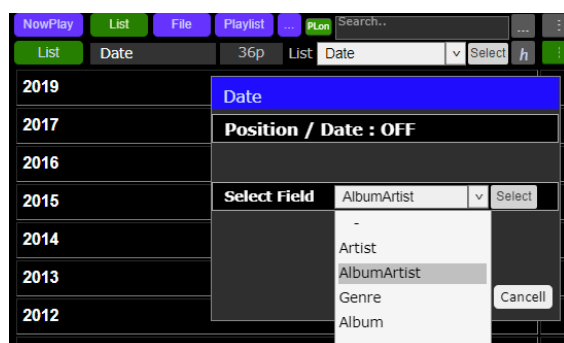 NowPlay List File Playlist ... PLon Search.. ...
List Date 36p List Date Select h
2019
Date
2017
Position / Date : OFF
2016
2015
Select Field AlbumArtist Select
-
2014
Artist
AlbumArtist
2013
Genre
Cancell
2012
Album